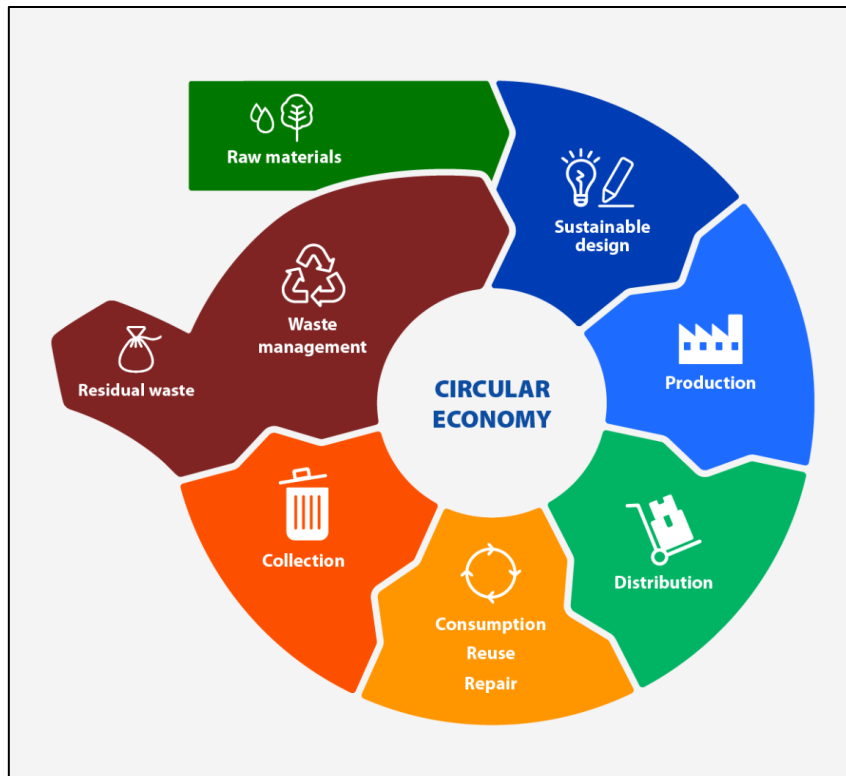 Raw materials
Sustainable
design
Production
Distribution
Consumption
Reuse
Repair
Collection
Waste
management
Residual waste
CIRCULAR
ECONOMY